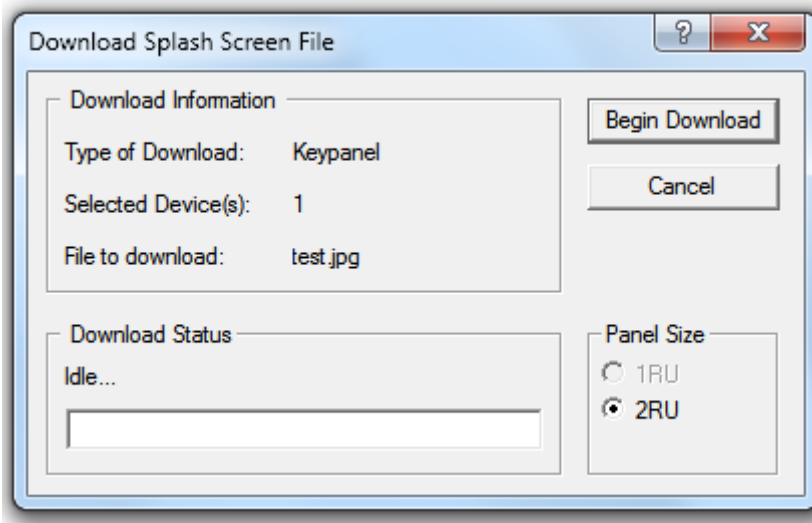 Download Splash Screen File
Download Information
Type of Download: Keypanel
Selected Device(s): 1
File to download: test.jpg
Begin Download
Cancel
Download Status
Idle...
Panel Size
1RU
2RU